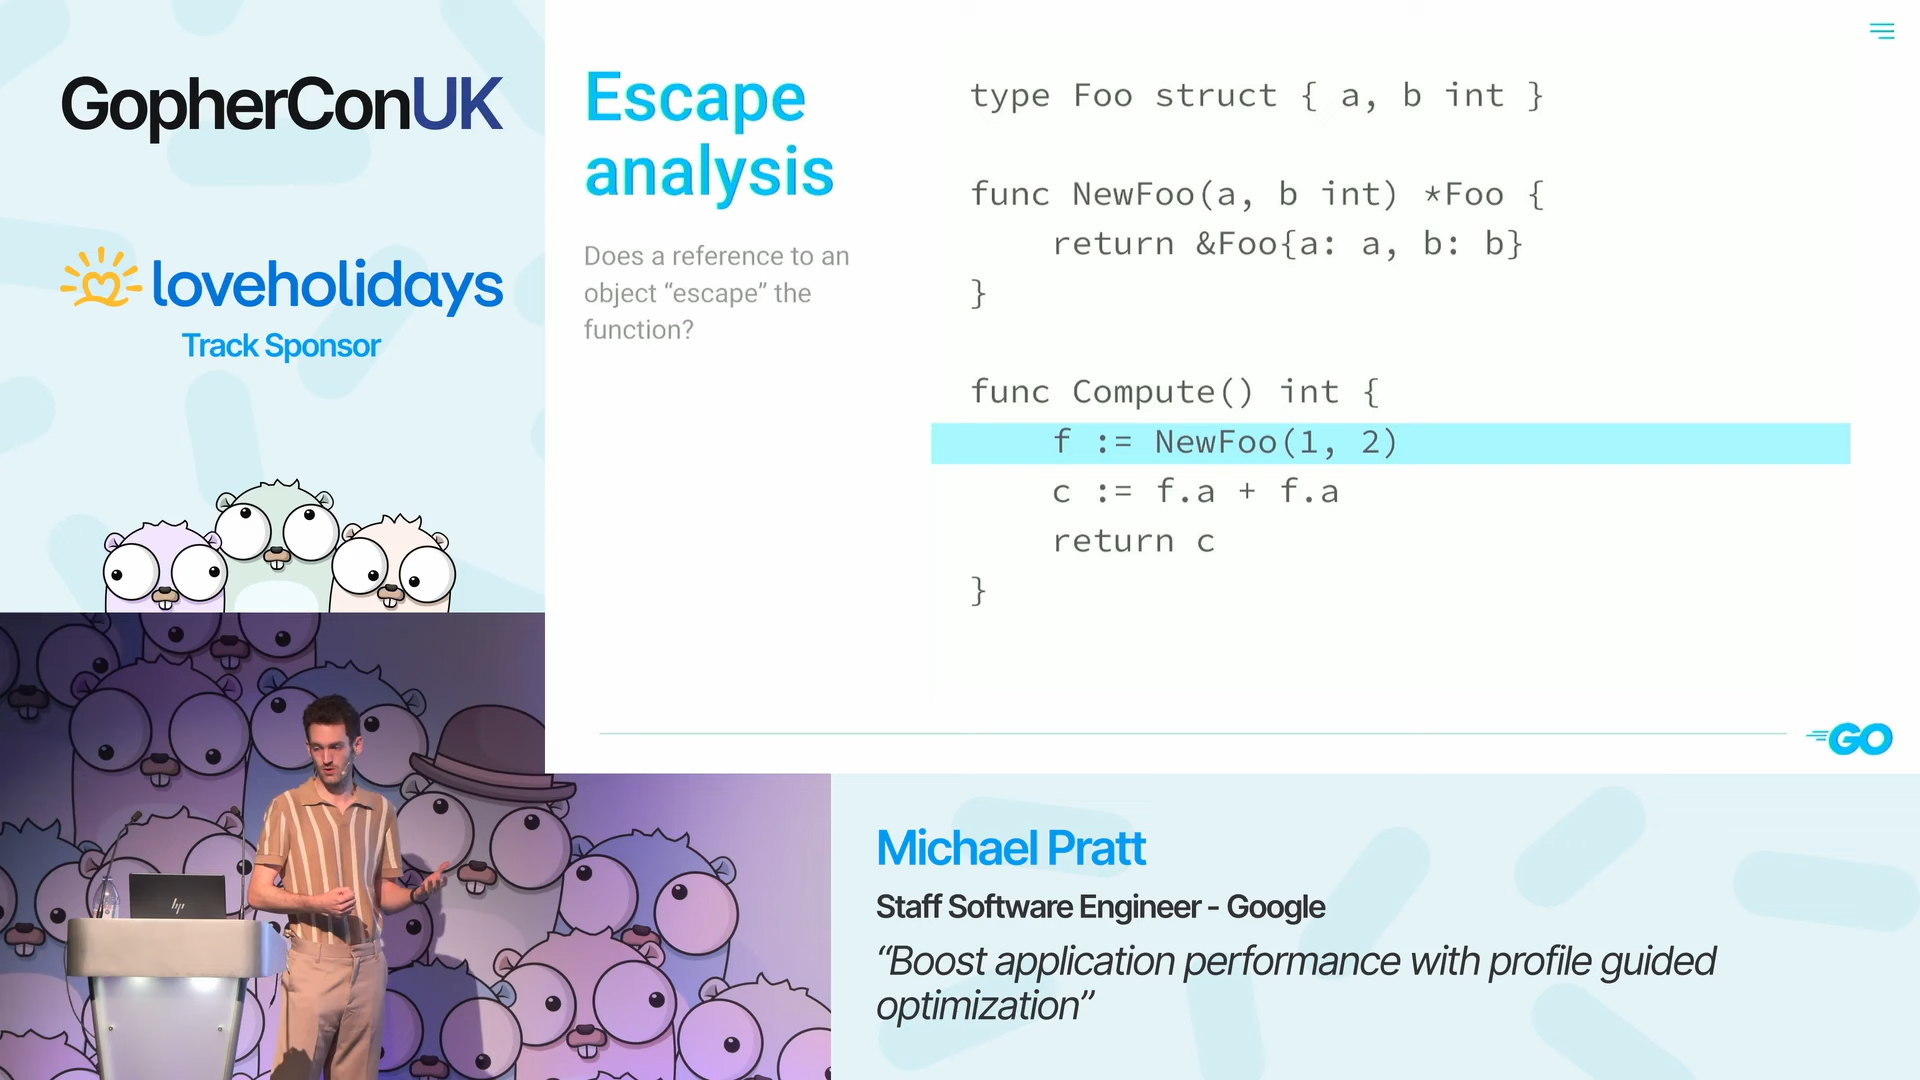 GopherConUK
loveholidays
Track Sponsor
Escape
analysis
Does a reference to an
object “escape” the
function?
type Foo struct { a, b int }
func NewFoo(a, b int) *Foo {
    return &Foo{a: a, b: b}
}
func Compute() int {
    f := NewFoo(1, 2)
    c := f.a + f.a
    return c
}
GO
hp
Michael Pratt
Staff Software Engineer - Google
“Boost application performance with profile guided
optimization”